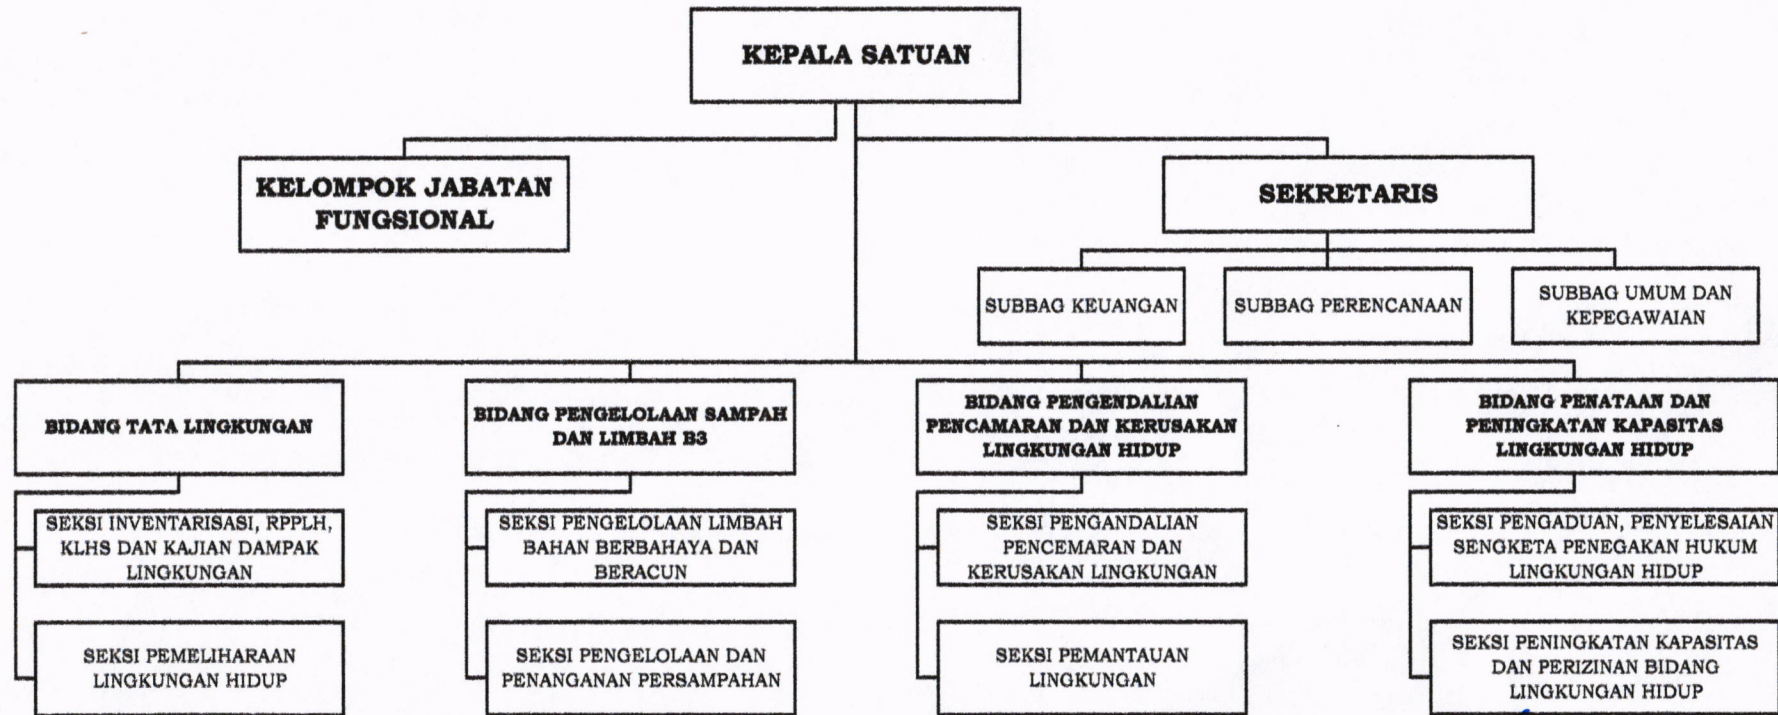 KEPALA SATUAN
KELOMPOK JABATAN
FUNGSIONAL
SEKRETARIS
SUBBAG KEUANGAN
SUBBAG PERENCANAAN
SUBBAG UMUM DAN
KEPEGAWAIAN
BIDANG TATA LINGKUNGAN
BIDANG PENGELOLAAN SAMPAH
DAN LIMBAH B3
BIDANG PENGENDALIAN
PENCAMARAN DAN KERUSAKAN
LINGKUNGAN HIDUP
BIDANG PENATAAN DAN
PENINGKATAN KAPASITAS
LINGKUNGAN HIDUP
SEKSI INVENTARISASI, RPPLH,
KLHS DAN KAJIAN DAMPAK
LINGKUNGAN
SEKSI PENGELOLAAN LIMBAH
BAHAN BERBAHAYA DAN
BERACUN
SEKSI PENGANDALIAN
PENCEMARAN DAN
KERUSAKAN LINGKUNGAN
SEKSI PENGADUAN, PENYELESAIAN
SENGKETA PENEGAKAN HUKUM
LINGKUNGAN HIDUP
SEKSI PEMELIHARAAN
LINGKUNGAN HIDUP
SEKSI PENGELOLAAN DAN
PENANGANAN PERSAMPAHAN
SEKSI PEMANTAUAN
LINGKUNGAN
SEKSI PENINGKATAN KAPASITAS
DAN PERIZINAN BIDANG
LINGKUNGAN HIDUP